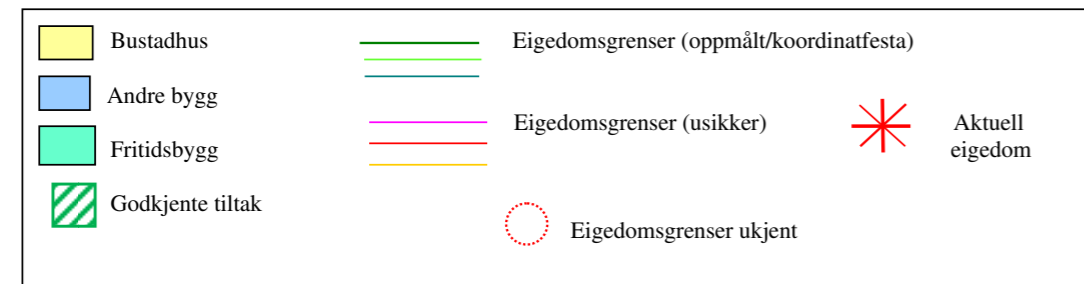 Bustadhus
Eigedomsgrenser (oppmålt/koordinatfesta)
Andre bygg
Eigedomsgrenser (usikker)
Aktuell
eigedom
Fritidsbygg
Godkjente tiltak
Eigedomsgrenser ukjent